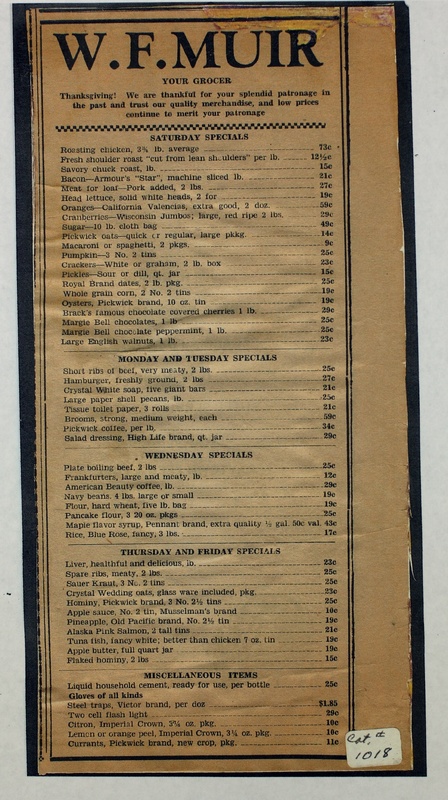 W.F.MUIR
YOUR GROCER
Thanksgiving! We are thankful for your splendid patronage in
the past and trust our quality merchandise, and low prices
continue to merit your patronage
SATURDAY SPECIALS
Roasting chicken, 3¾ lb. average 73c
Fresh shoulder roast "cut from lean shoulders" per lb. 12½c
Savory chuck roast, lb. 15c
Bacon—Armour's "Star", machine sliced lb. 21c
Meat for loaf—Pork added, 2 lbs. 27c
Head lettuce, solid white heads, 2 for 19c
Oranges—California Valencias, extra good, 2 doz. 59c
Cranberries—Wisconsin Jumbos; large, red ripe 2 lbs. 29c
Sugar—10 lb. cloth bag 49c
Pickwick oats—quick or regular, large pkkg. 14c
Macaroni or spaghetti, 2 pkgs. 9c
Pumpkin—3 No. 2 tins 25c
Crackers—White or graham, 2 lb. box 23c
Pickles—Sour or dill, qt. jar 15c
Royal Brand dates, 2 lb. pkg. 25c
Whole grain corn, 2 No. 2 tins 19c
Oysters, Pickwick brand, 10 oz. tin 19c
Brach's famous chocolate covered cherries 1 lb. 29c
Margie Bell chocolates, 1 lb 25c
Margie Bell chocolate peppermint, 1 lb. 25c
Large English walnuts, 1 lb. 23c
MONDAY AND TUESDAY SPECIALS
Short ribs of beef, very meaty, 2 lbs. 25c
Hamburger, freshly ground, 2 lbs 27c
Crystal White soap, five giant bars 21c
Large paper shell pecans, lb. 25c
Tissue toilet paper, 3 rolls 21c
Brooms, strong, medium weight, each 59c
Pickwick coffee, per lb. 34c
Salad dressing, High Life brand, qt. jar 29c
WEDNESDAY SPECIALS
Plate boiling beef, 2 lbs 25c
Frankfurters, large and meaty, lb. 12c
American Beauty coffee, lb. 29c
Navy beans, 4 lbs. large or small 19c
Flour, hard wheat, five lb. bag 19c
Pancake flour, 3 20 oz. pkgs 25c
Maple flavor syrup, Pennant brand, extra quality ½ gal. 50c val. 43c
Rice, Blue Rose, fancy, 3 lbs. 17c
THURSDAY AND FRIDAY SPECIALS
Liver, healthful and delicious, lb. 23c
Spare ribs, meaty, 2 lbs. 25c
Sauer Kraut, 3 No. 2 tins 25c
Crystal Wedding oats, glass ware included, pkg. 23c
Hominy, Pickwick brand, 3 No. 2½ tins 25c
Apple sauce, No. 2 tin, Musselman's brand 10c
Pineapple, Old Pacific brand, No. 2½ tin 19c
Alaska Pink Salmon, 2 tall tins 21c
Tuna fish, fancy white; better than chicken 7 oz. tin 19c
Apple butter, full quart jar 19c
Flaked hominy, 2 lbs 15c
MISCELLANEOUS ITEMS
Liquid household cement, ready for use, per bottle 25c
Gloves of all kinds
Steel traps, Victor brand, per doz $1.85
Two cell flash light 29c
Citron, Imperial Crown, 3¾ oz. pkg. 10c
Lemon or orange peel, Imperial Crown, 3¼ oz. pkg. 10c
Currants, Pickwick brand, new crop, pkg. 11c
Cat. #
1018